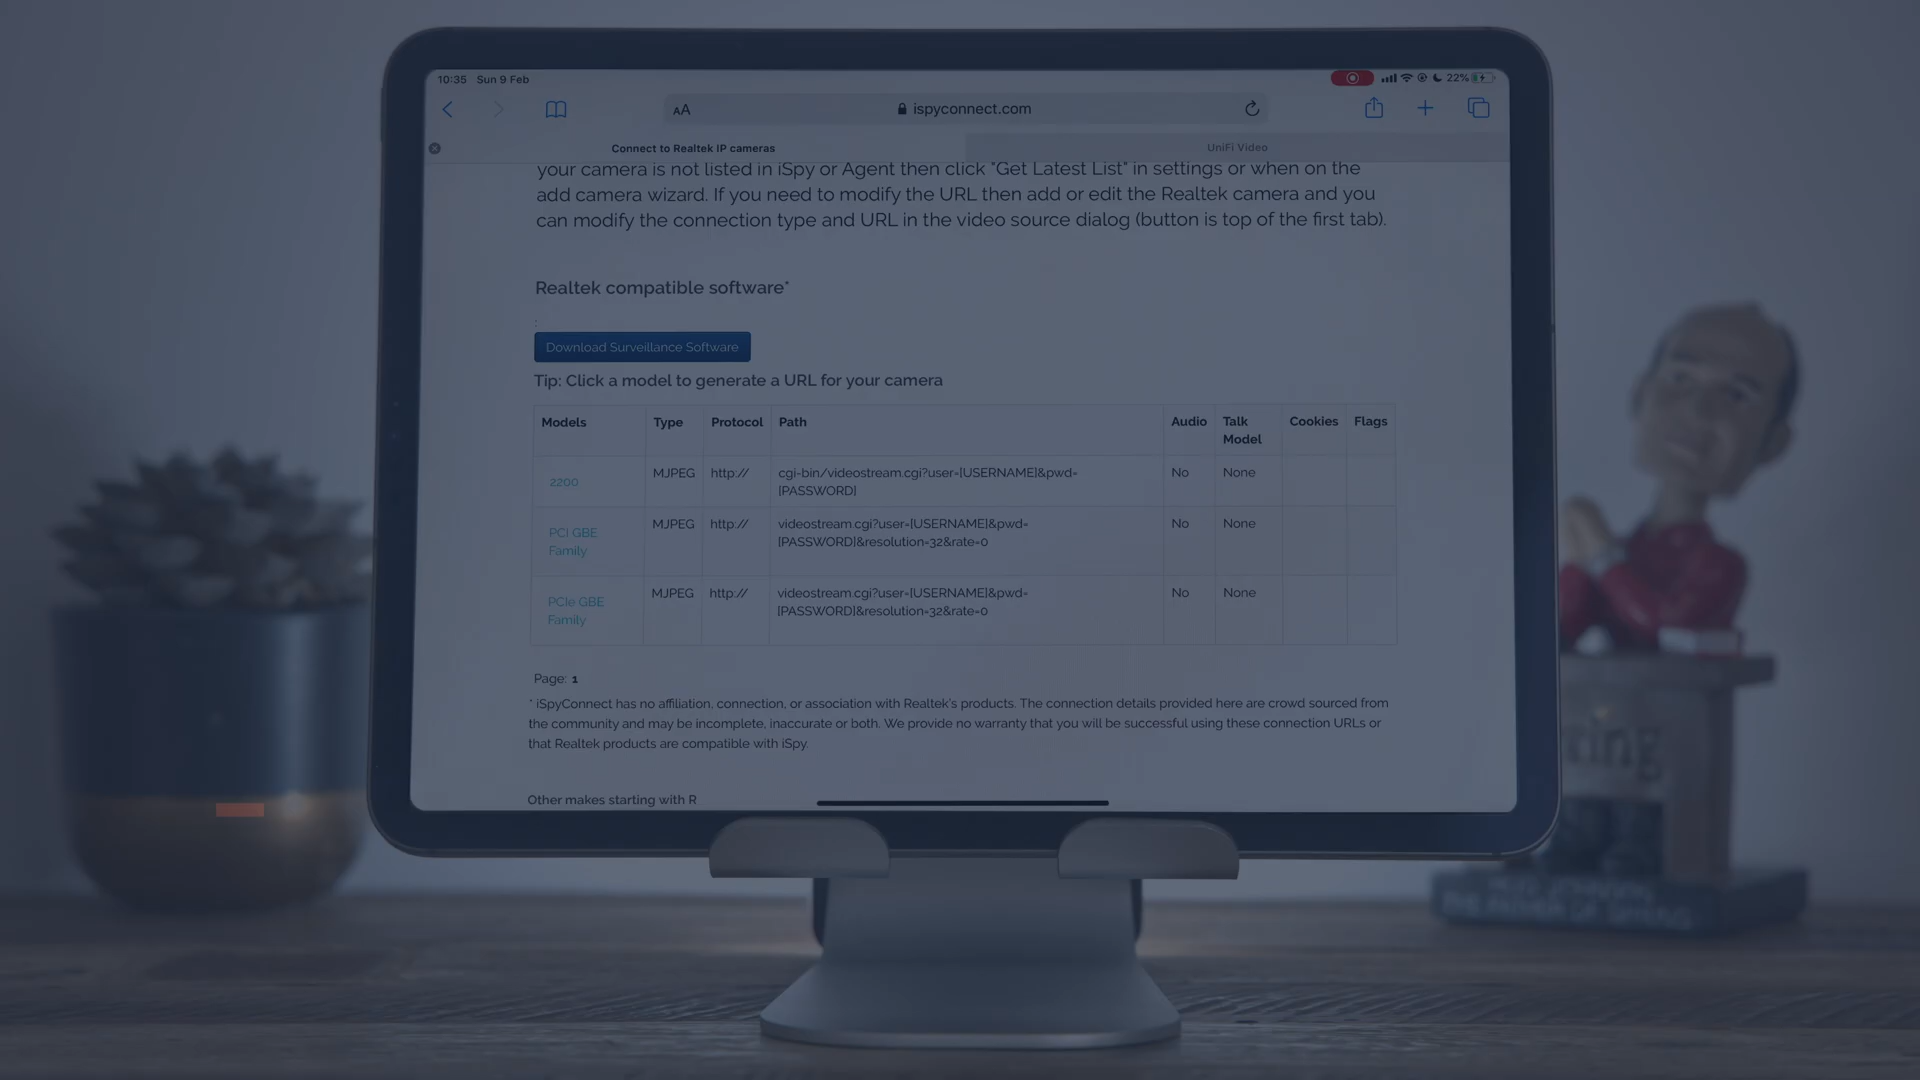 10:35 Sun 9 Feb
22%
AA
ispyconnect.com
Connect to Realtek IP cameras
UniFi Video
your camera is not listed in iSpy or Agent then click "Get Latest List" in settings or when on the
add camera wizard. If you need to modify the URL then add or edit the Realtek camera and you
can modify the connection type and URL in the video source dialog (button is top of the first tab).
Realtek compatible software*
:
Download Surveillance Software
Tip: Click a model to generate a URL for your camera
Models Type Protocol Path Audio Talk Model Cookies Flags
2200 MJPEG http:// cgi-bin/videostream.cgi?user=[USERNAME]&pwd= No None
[PASSWORD]
PCI GBE MJPEG http:// videostream.cgi?user=[USERNAME]&pwd= No None
Family [PASSWORD]&resolution=32&rate=0
PCIe GBE MJPEG http:// videostream.cgi?user=[USERNAME]&pwd= No None
Family [PASSWORD]&resolution=32&rate=0
Page: 1
* iSpyConnect has no affiliation, connection, or association with Realtek's products. The connection details provided here are crowd sourced from
the community and may be incomplete, inaccurate or both. We provide no warranty that you will be successful using these connection URLs or
that Realtek products are compatible with iSpy.
Other makes starting with R